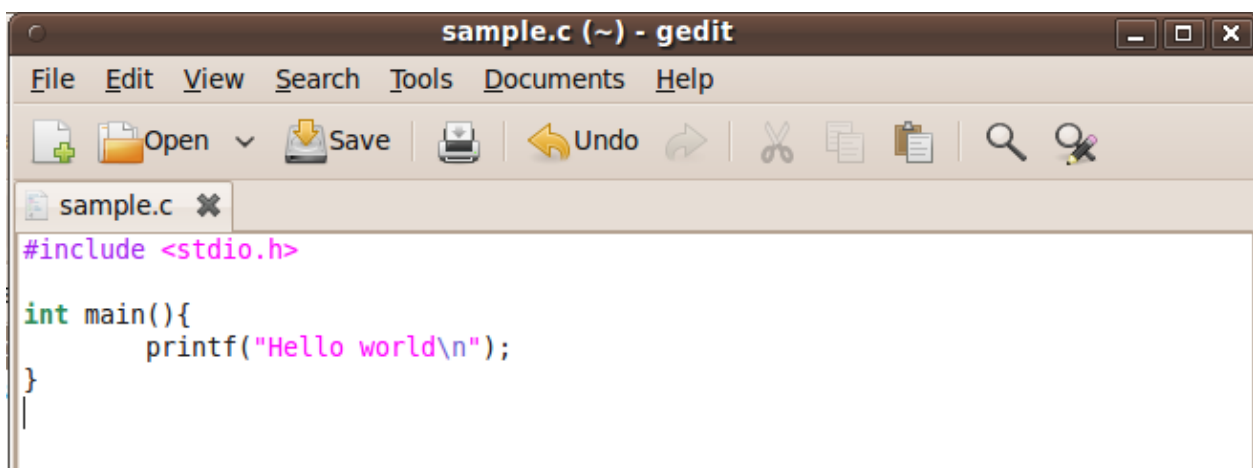 sample.c (~) - gedit
File Edit View Search Tools Documents Help
Open Save Undo
sample.c
#include <stdio.h>
int main(){
        printf("Hello world\n");
}